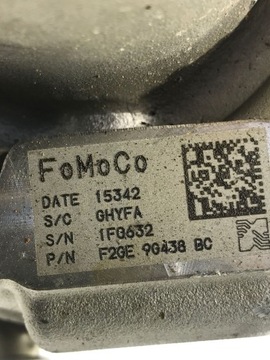 FoMoCo
DATE 15342
S/C GHYFA
S/N 1FG632
P/N F2GE 9G438 BC